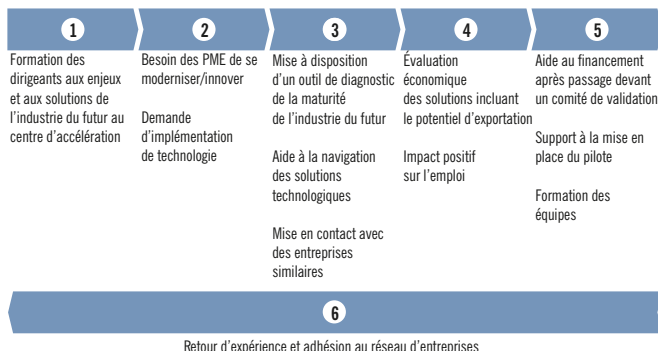 1
Formation des
dirigeants aux enjeux
et aux solutions de
l'industrie du futur au
centre d'accélération
2
Besoin des PME de se
moderniser/innover
Demande
d'implémentation
de technologie
3
Mise à disposition
d'un outil de diagnostic
de la maturité
de l'industrie du futur
Aide à la navigation
des solutions
technologiques
Mise en contact avec
des entreprises
similaires
4
Évaluation
économique
des solutions incluant
le potentiel d'exportation
Impact positif
sur l'emploi
5
Aide au financement
après passage devant
un comité de validation
Support à la mise en
place du pilote
Formation des
équipes
6
Retour d'expérience et adhésion au réseau d'entreprises